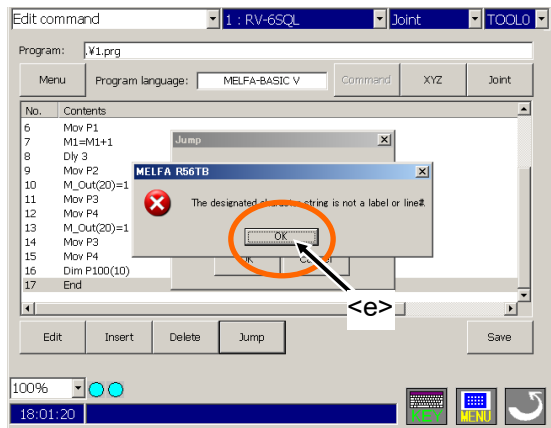 Edit command 1 : RV-6SQL Joint TOOL0
Program: .¥1.prg
Menu Program language: MELFA-BASIC V Command XYZ Joint
No. Contents
6 Mov P1
7 M1=M1+1
8 Dly 3
9 Mov P2
10 M_Out(20)=1
11 Mov P3
12 Mov P4
13 M_Out(20)=1
14 Mov P3
15 Mov P4
16 Dim P100(10)
17 End
Jump
MELFA R56TB
The designated character string is not a label or line#.
OK
OK Cancel
<e>
Edit Insert Delete Jump Save
100%
KEY MENU
18:01:20